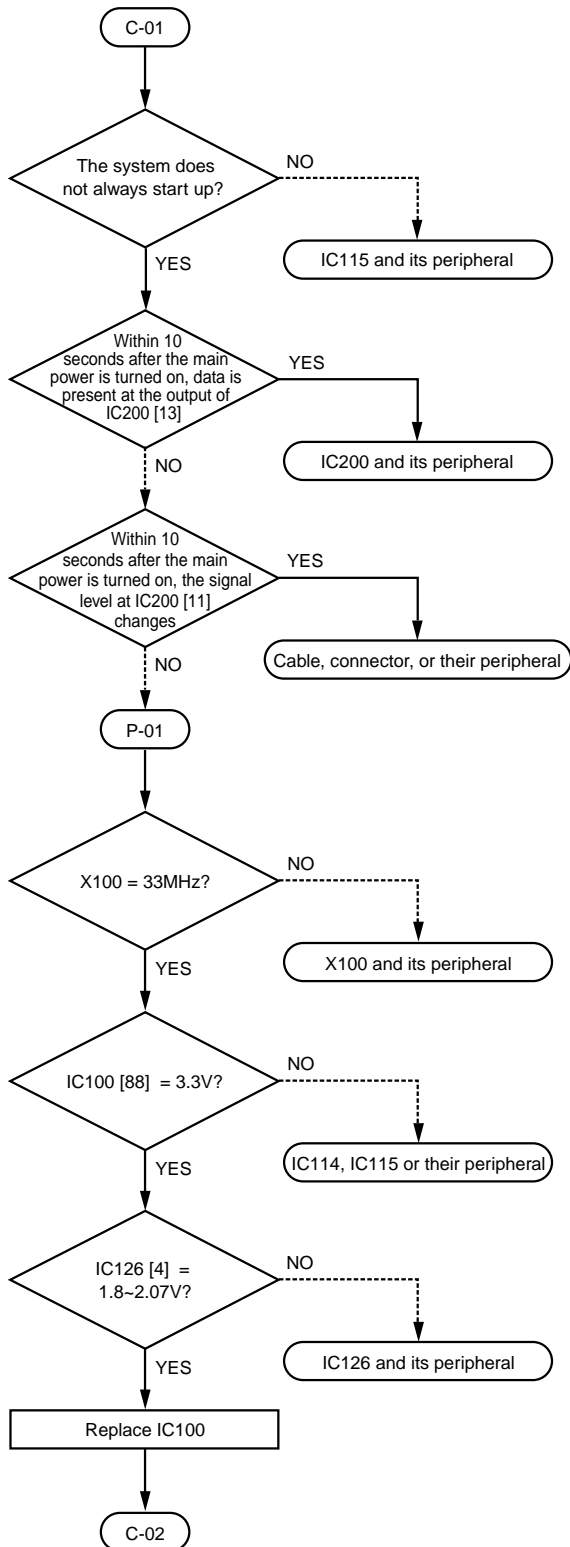 C-01
The system does
not always start up?
NO
IC115 and its peripheral
YES
Within 10
seconds after the main
power is turned on, data is
present at the output of
IC200 [13]
YES
IC200 and its peripheral
NO
Within 10
seconds after the main
power is turned on, the signal
level at IC200 [11]
changes
YES
Cable, connector, or their peripheral
NO
P-01
X100 = 33MHz?
NO
X100 and its peripheral
YES
IC100 [88] = 3.3V?
NO
IC114, IC115 or their peripheral
YES
IC126 [4] =
1.8~2.07V?
NO
IC126 and its peripheral
YES
Replace IC100
C-02